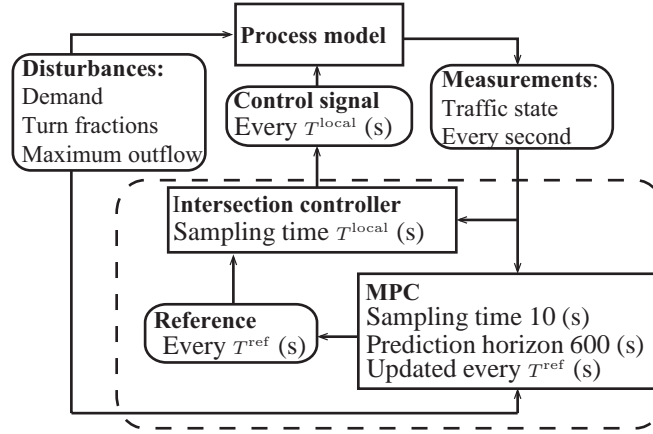 Process model
Disturbances:
Demand
Turn fractions
Maximum outflow
Control signal
Every T^local (s)
Measurements:
Traffic state
Every second
Intersection controller
Sampling time T^local (s)
Reference
Every T^ref (s)
MPC
Sampling time 10 (s)
Prediction horizon 600 (s)
Updated every T^ref (s)